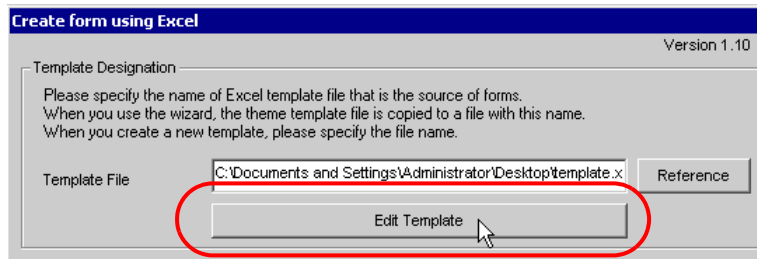 Create form using Excel
Version 1.10
Template Designation
Please specify the name of Excel template file that is the source of forms.
When you use the wizard, the theme template file is copied to a file with this name.
When you create a new template, please specify the file name.
Template File C:\Documents and Settings\Administrator\Desktop\template.x Reference
Edit Template